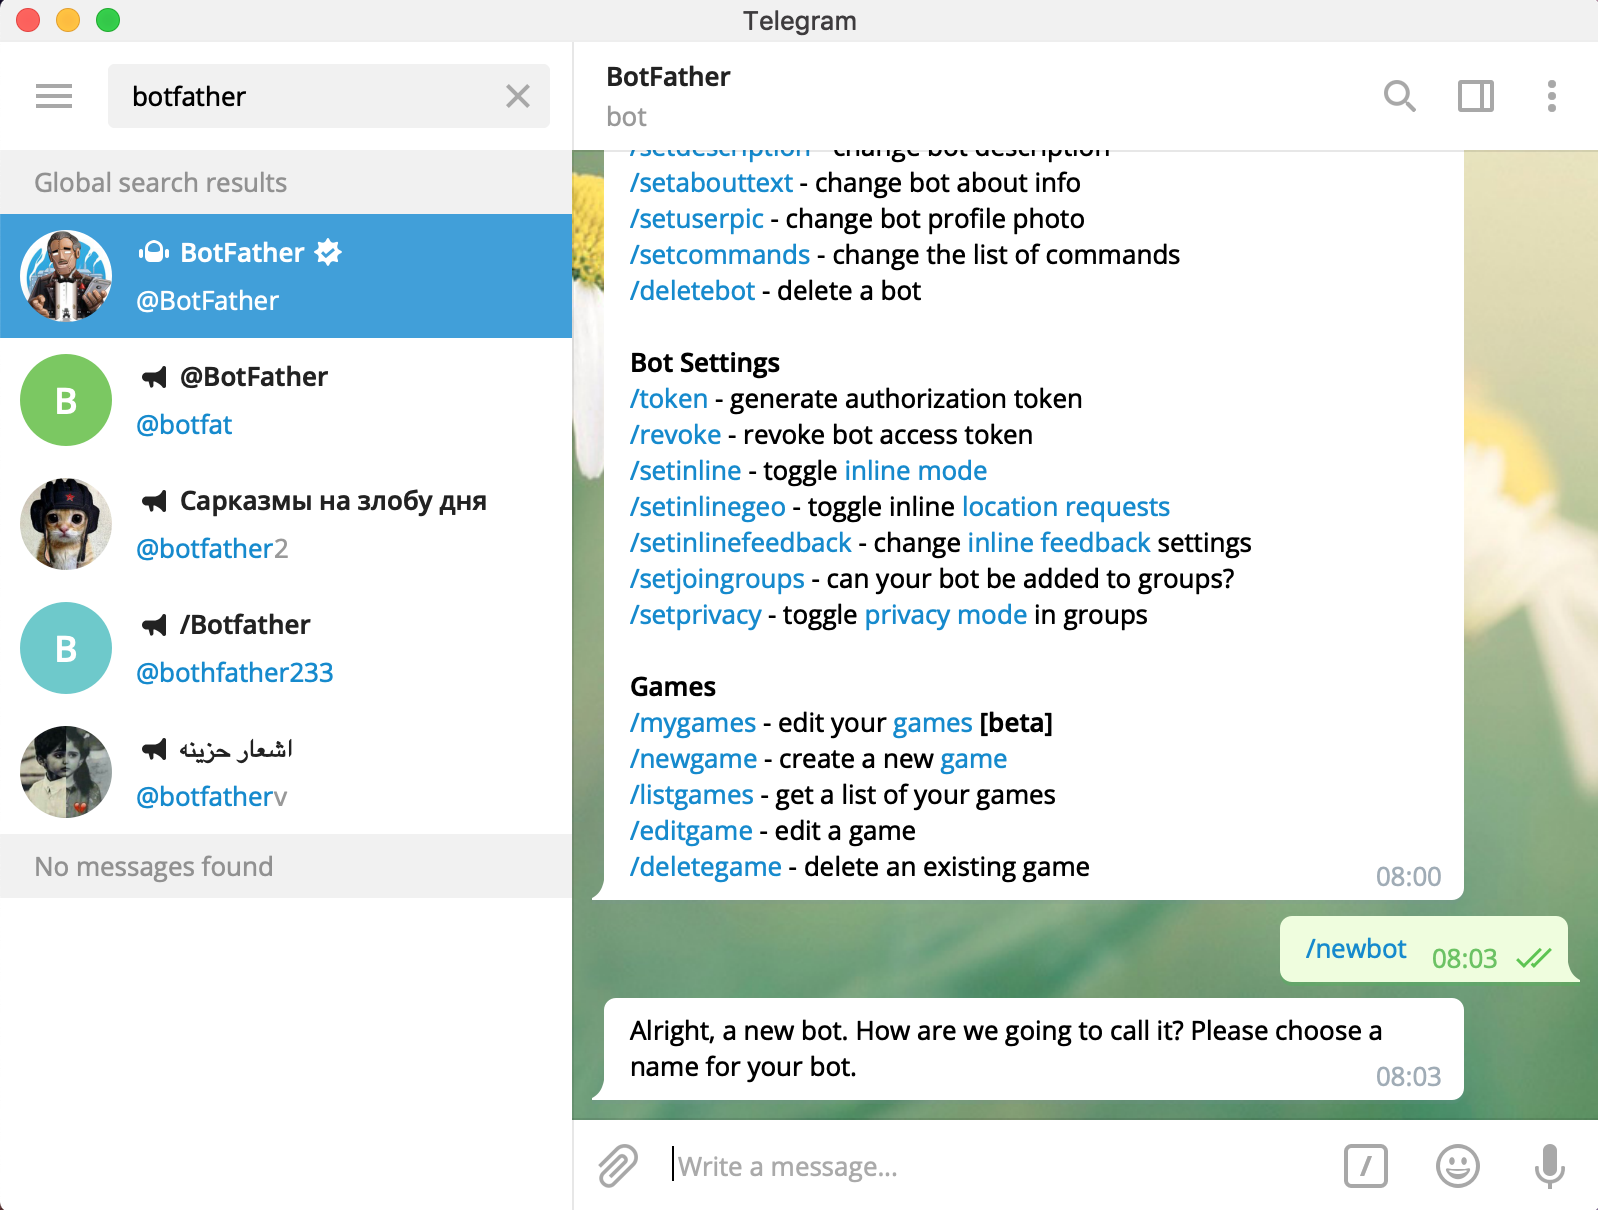 Telegram
botfather
Global search results
BotFather
@BotFather
B
@BotFather
@botfat
Сарказмы на злобу дня
@botfather2
B
/Botfather
@bothfather233
اشعار حزينه
@botfatherv
No messages found
BotFather
bot
/setdescription - change bot description
/setabouttext - change bot about info
/setuserpic - change bot profile photo
/setcommands - change the list of commands
/deletebot - delete a bot
Bot Settings
/token - generate authorization token
/revoke - revoke bot access token
/setinline - toggle inline mode
/setinlinegeo - toggle inline location requests
/setinlinefeedback - change inline feedback settings
/setjoingroups - can your bot be added to groups?
/setprivacy - toggle privacy mode in groups
Games
/mygames - edit your games [beta]
/newgame - create a new game
/listgames - get a list of your games
/editgame - edit a game
/deletegame - delete an existing game
08:00
/newbot 08:03
Alright, a new bot. How are we going to call it? Please choose a
name for your bot.
08:03
Write a message...
/